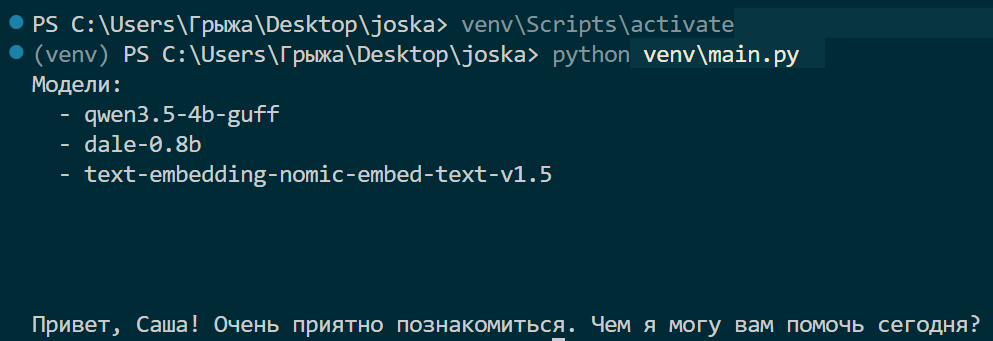 PS C:\Users\Грыжа\Desktop\joska> venv\Scripts\activate
(venv) PS C:\Users\Грыжа\Desktop\joska> python venv\main.py
Модели:
  - qwen3.5-4b-guff
  - dale-0.8b
  - text-embedding-nomic-embed-text-v1.5
Привет, Саша! Очень приятно познакомиться. Чем я могу вам помочь сегодня?